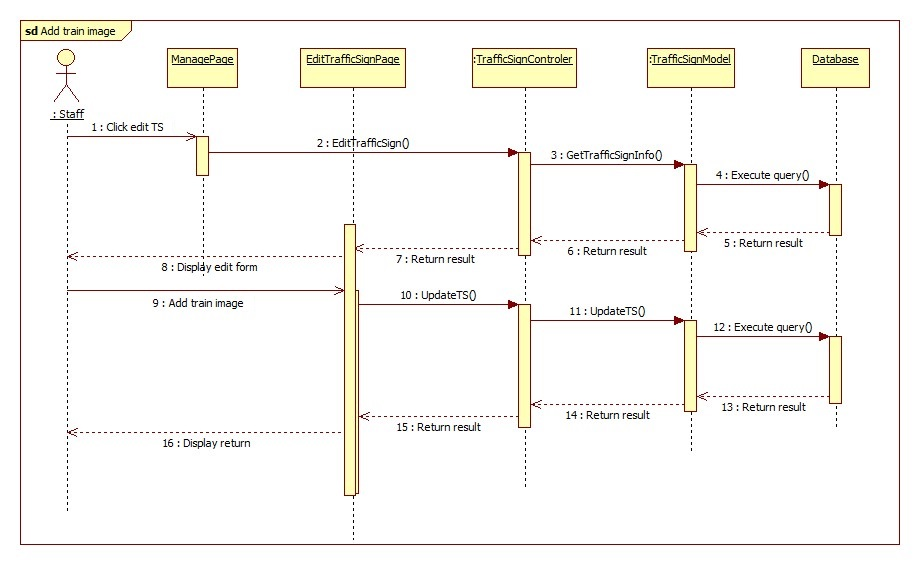 sd Add train image
ManagePage
EditTrafficSignPage
:TrafficSignControler
:TrafficSignModel
Database
: Staff
1 : Click edit TS
2 : EditTrafficSign()
3 : GetTrafficSignInfo()
4 : Execute query()
5 : Return result
6 : Return result
7 : Return result
8 : Display edit form
9 : Add train image
10 : UpdateTS()
11 : UpdateTS()
12 : Execute query()
13 : Return result
14 : Return result
15 : Return result
16 : Display return